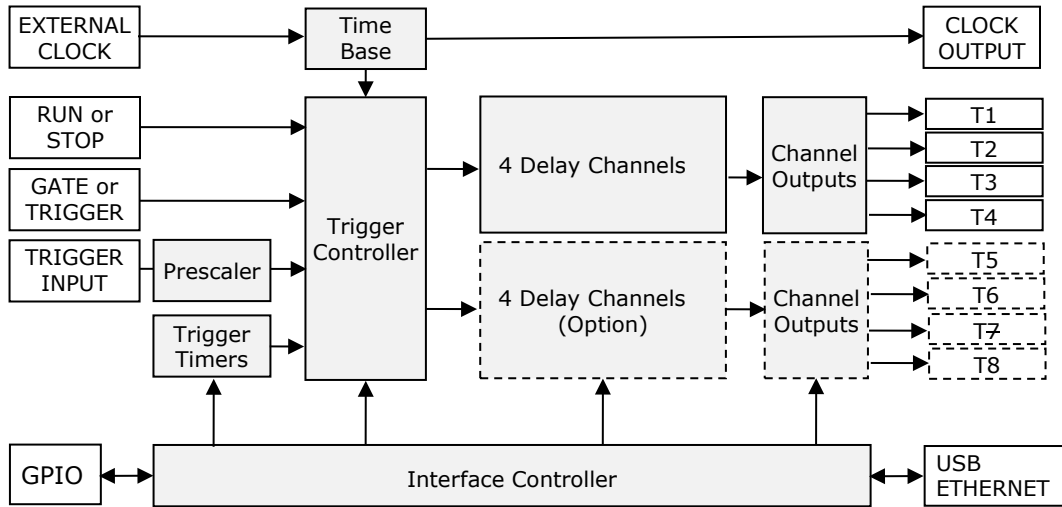 EXTERNAL
CLOCK
Time
Base
CLOCK
OUTPUT
RUN or
STOP
GATE or
TRIGGER
TRIGGER
INPUT
Prescaler
Trigger
Timers
Trigger
Controller
4 Delay Channels
Channel
Outputs
T1
T2
T3
T4
4 Delay Channels
(Option)
Channel
Outputs
T5
T6
T7
T8
GPIO
Interface Controller
USB
ETHERNET